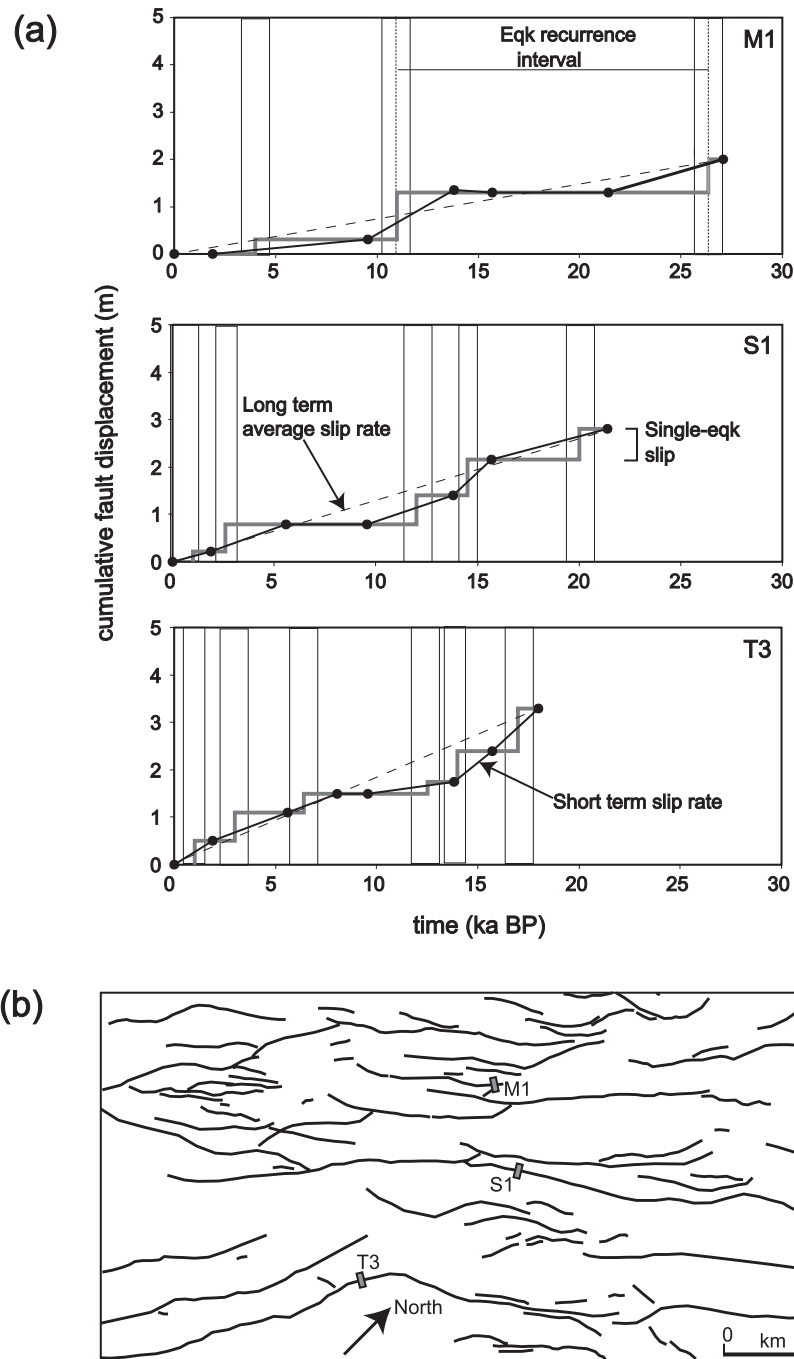 (a)
5
4
3
2
1
0
M1
Eqk recurrence
interval
0 5 10 15 20 25 30
5
4
3
2
1
0
S1
Long term
average slip rate
Single-eqk
slip
0 5 10 15 20 25 30
cumulative fault displacement (m)
5
4
3
2
1
0
T3
Short term slip rate
0 5 10 15 20 25 30
time (ka BP)
(b)
M1
S1
T3
North
0
km